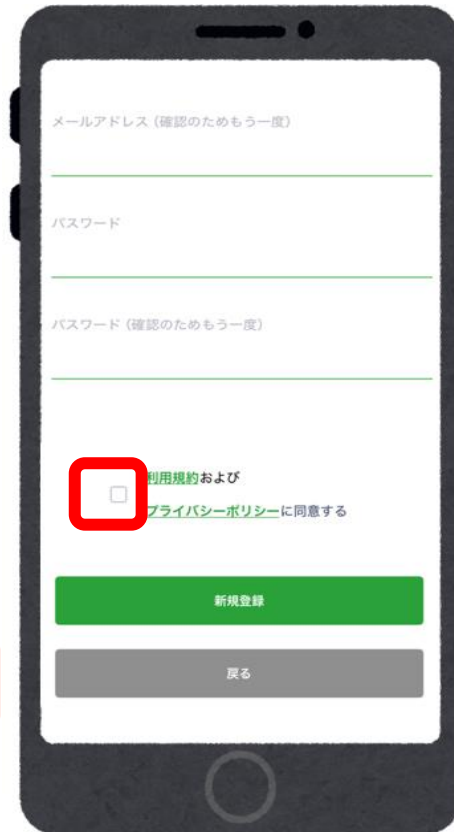 メールアドレス（確認のためもう一度）
パスワード
パスワード（確認のためもう一度）
利用規約および
プライバシーポリシーに同意する
新規登録
戻る